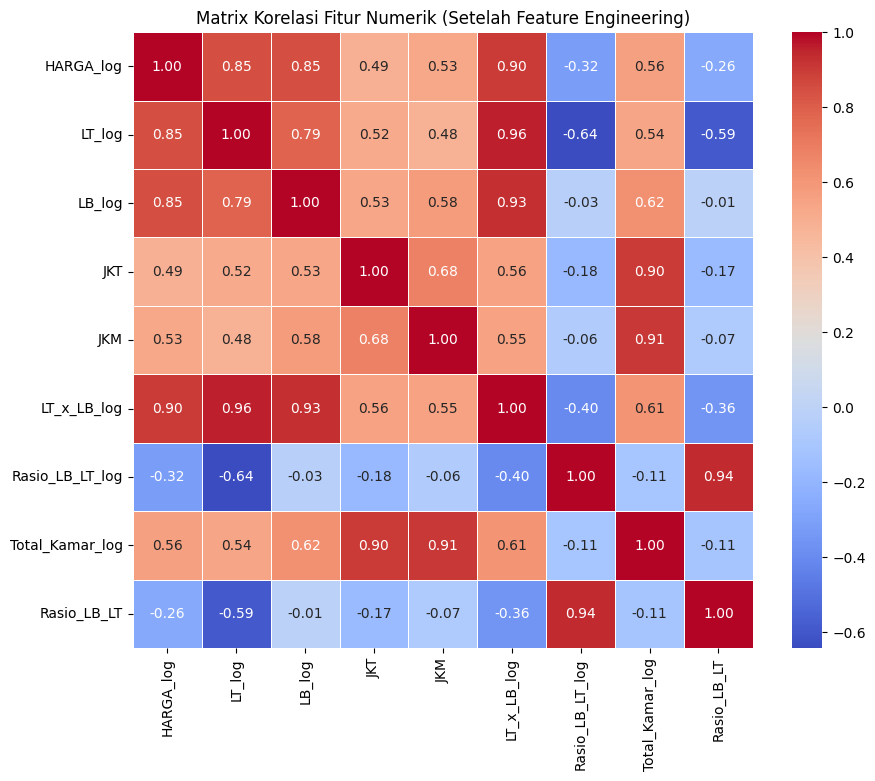 Matrix Korelasi Fitur Numerik (Setelah Feature Engineering)
HARGA_log 1.00 0.85 0.85 0.49 0.53 0.90 -0.32 0.56 -0.26
LT_log 0.85 1.00 0.79 0.52 0.48 0.96 -0.64 0.54 -0.59
LB_log 0.85 0.79 1.00 0.53 0.58 0.93 -0.03 0.62 -0.01
JKT 0.49 0.52 0.53 1.00 0.68 0.56 -0.18 0.90 -0.17
JKM 0.53 0.48 0.58 0.68 1.00 0.55 -0.06 0.91 -0.07
LT_x_LB_log 0.90 0.96 0.93 0.56 0.55 1.00 -0.40 0.61 -0.36
Rasio_LB_LT_log -0.32 -0.64 -0.03 -0.18 -0.06 -0.40 1.00 -0.11 0.94
Total_Kamar_log 0.56 0.54 0.62 0.90 0.91 0.61 -0.11 1.00 -0.11
Rasio_LB_LT -0.26 -0.59 -0.01 -0.17 -0.07 -0.36 0.94 -0.11 1.00
HARGA_log
LT_log
LB_log
JKT
JKM
LT_x_LB_log
Rasio_LB_LT_log
Total_Kamar_log
Rasio_LB_LT
1.0
0.8
0.6
0.4
0.2
0.0
−0.2
−0.4
−0.6